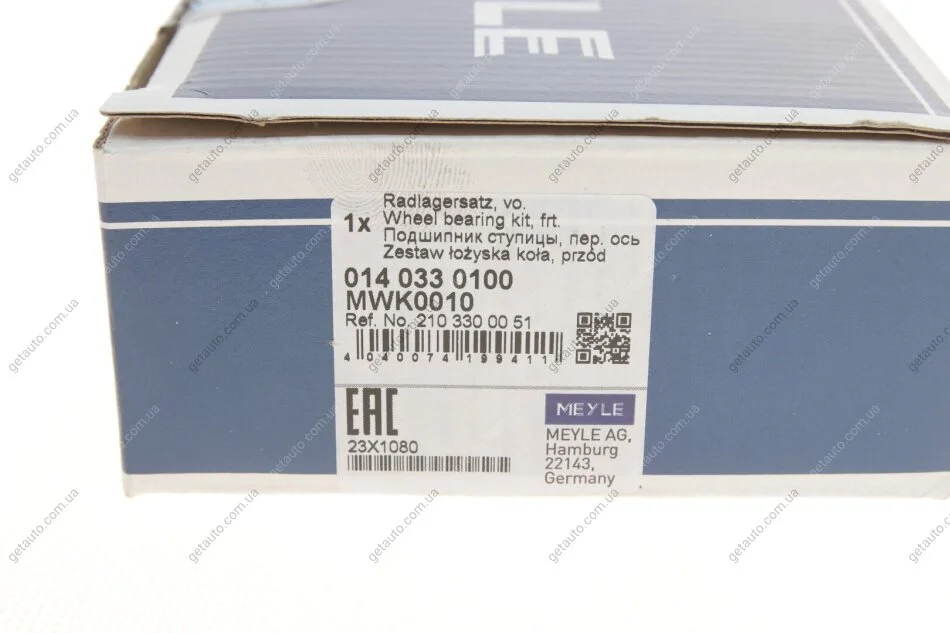 LE
Radlagersatz, vo.
1x Wheel bearing kit, frt.
Подшипник ступицы, пер. ось
Zestaw łożyska koła, przód
014 033 0100
MWK0010
Ref. No. 210 330 00 51
4 040074 199411
EAC
23X1080
MEYLE
MEYLE AG,
Hamburg
22143,
Germany
getauto.com.ua